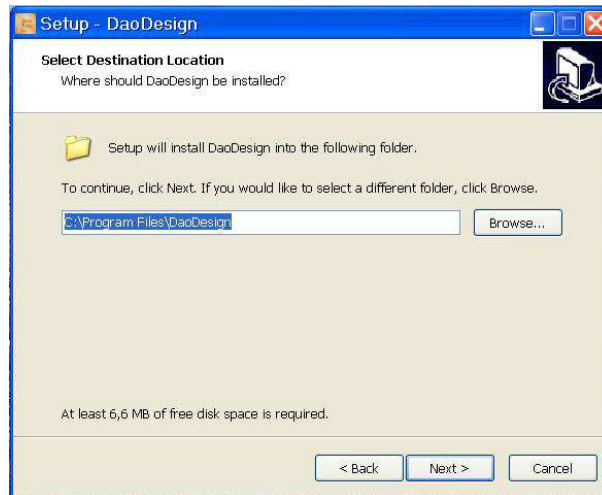 Setup - DaoDesign
Select Destination Location
Where should DaoDesign be installed?
Setup will install DaoDesign into the following folder.
To continue, click Next. If you would like to select a different folder, click Browse.
C:\Program Files\DaoDesign
Browse...
At least 6,6 MB of free disk space is required.
< Back
Next >
Cancel